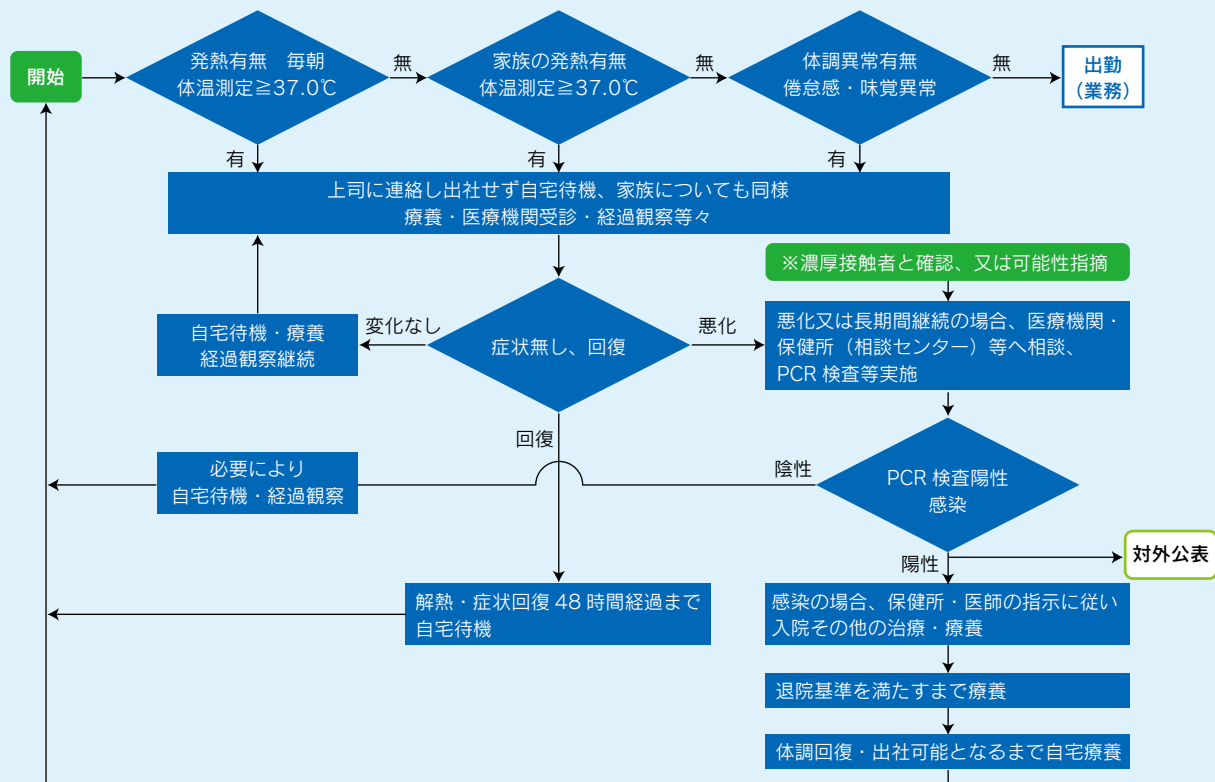 開始
発熱有無　毎朝
体温測定≧37.0℃
無
家族の発熱有無
体温測定≧37.0℃
無
体調異常有無
倦怠感・味覚異常
無
出勤
（業務）
有
有
有
上司に連絡し出社せず自宅待機、家族についても同様
療養・医療機関受診・経過観察等々
※濃厚接触者と確認、又は可能性指摘
自宅待機・療養
経過観察継続
変化なし
症状無し、回復
悪化
悪化又は長期間継続の場合、医療機関・
保健所（相談センター）等へ相談、
PCR 検査等実施
回復
必要により
自宅待機・経過観察
陰性
PCR 検査陽性
感染
対外公表
陽性
解熱・症状回復 48 時間経過まで
自宅待機
感染の場合、保健所・医師の指示に従い
入院その他の治療・療養
退院基準を満たすまで療養
体調回復・出社可能となるまで自宅療養